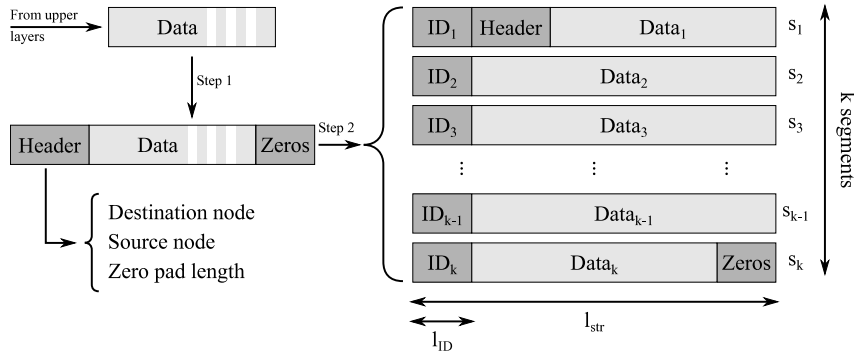 From upper
layers
Data
Step 1
Header Data Zeros
Step 2
Destination node
Source node
Zero pad length
ID1 Header Data1 s1
ID2 Data2 s2
ID3 Data3 s3
... ... ...
IDk-1 Datak-1 sk-1
IDk Datak Zeros sk
k segments
lstr
lID